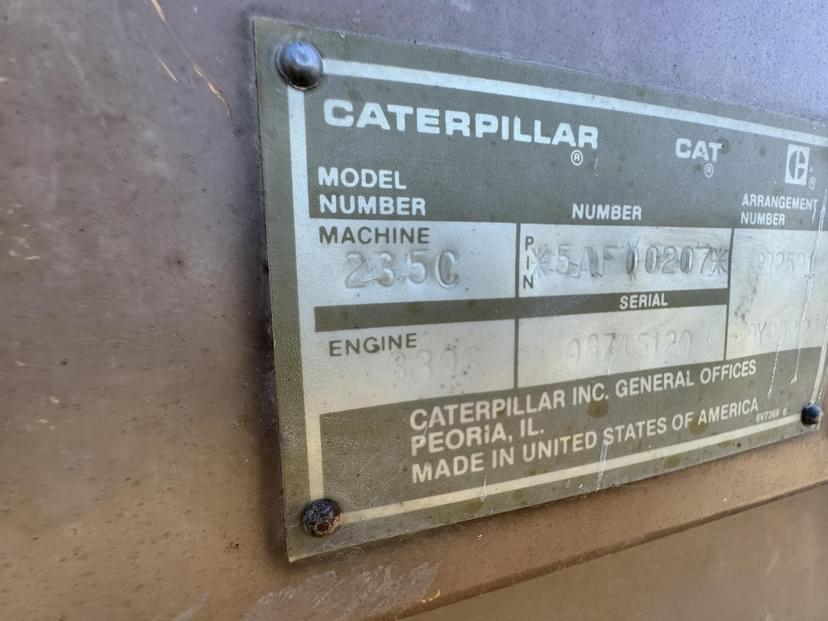 CATERPILLAR ® CAT ® C ®
MODEL NUMBER NUMBER ARRANGEMENT NUMBER
MACHINE 235C PIN *5AF00207*
SERIAL
ENGINE 3306
CATERPILLAR INC. GENERAL OFFICES
PEORIA, IL.
MADE IN UNITED STATES OF AMERICA